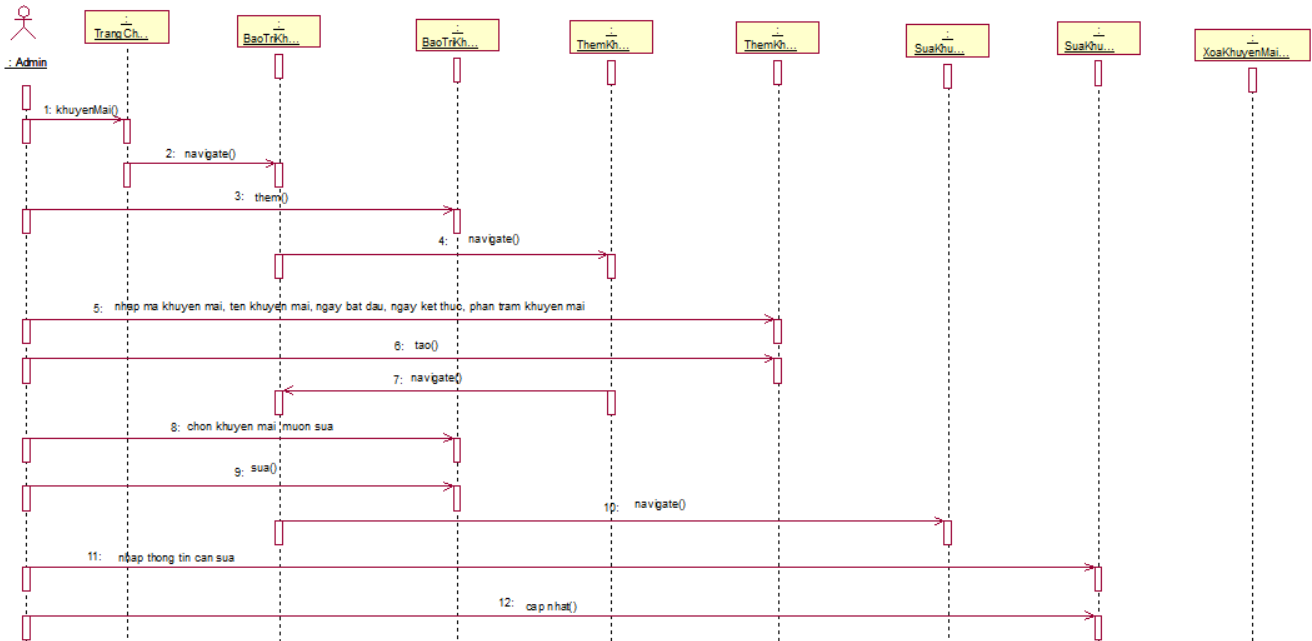 : Admin
:
TrangCh...
:
BaoTriKh...
:
BaoTriKh...
:
ThemKh...
:
ThemKh...
:
SuaKhu...
:
SuaKhu...
:
XoaKhuyenMai...
1: khuyenMai()
2: navigate()
3: them()
4: navigate()
5: nhap ma khuyen mai, ten khuyen mai, ngay bat dau, ngay ket thuc, phan tram khuyen mai
6: tao()
7: navigate()
8: chon khuyen mai muon sua
9: sua()
10: navigate()
11: nhap thong tin can sua
12: cap nhat()